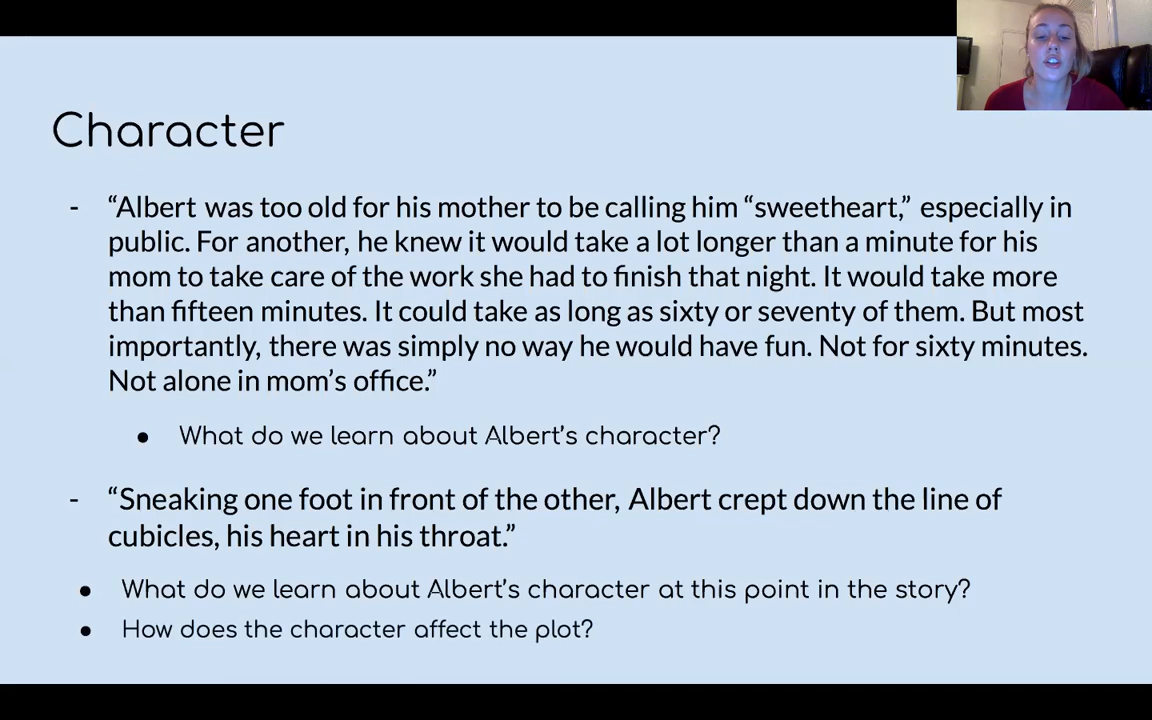 Character
- “Albert was too old for his mother to be calling him “sweetheart,” especially in
public. For another, he knew it would take a lot longer than a minute for his
mom to take care of the work she had to finish that night. It would take more
than fifteen minutes. It could take as long as sixty or seventy of them. But most
importantly, there was simply no way he would have fun. Not for sixty minutes.
Not alone in mom’s office.”
● What do we learn about Albert’s character?
- “Sneaking one foot in front of the other, Albert crept down the line of
cubicles, his heart in his throat.”
● What do we learn about Albert’s character at this point in the story?
● How does the character affect the plot?